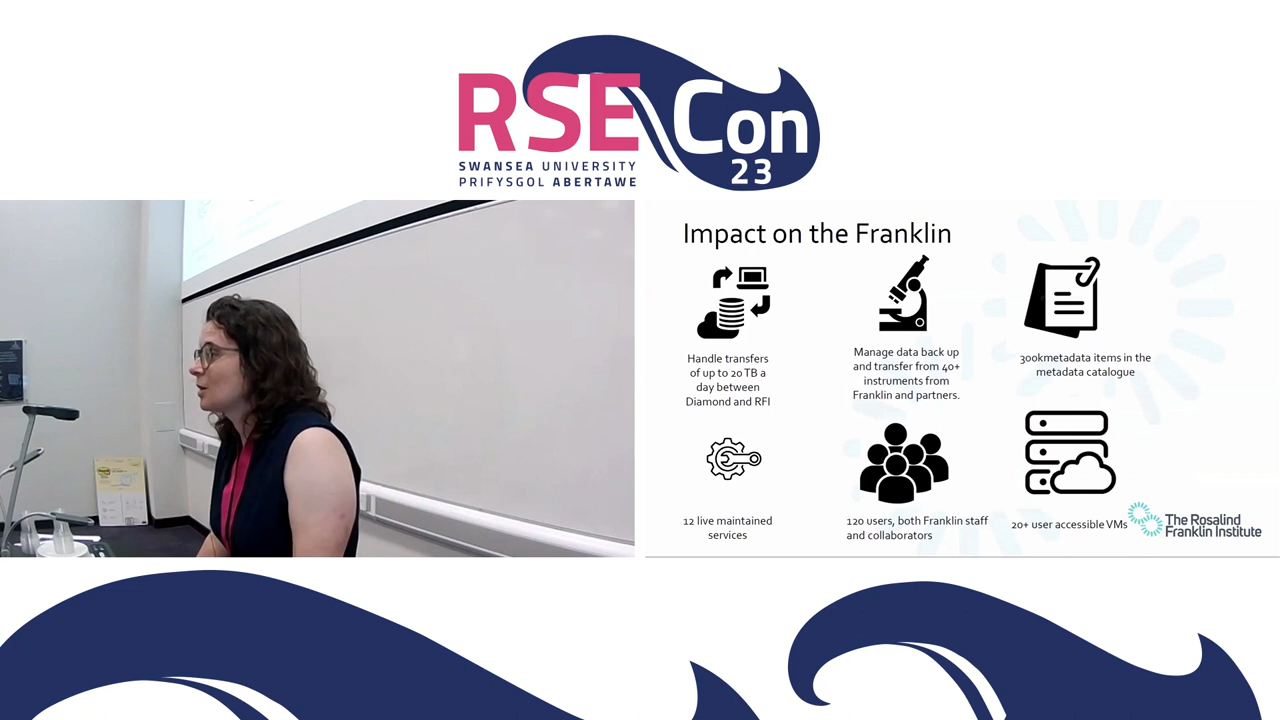 RSE Con
SWANSEA UNIVERSITY
PRIFYSGOL ABERTAWE
23
Impact on the Franklin
Handle transfers
of up to 20 TB a
day between
Diamond and RFI
Manage data back up
and transfer from 40+
instruments from
Franklin and partners.
300kmetadata items in the
metadata catalogue
12 live maintained
services
120 users, both Franklin staff
and collaborators
20+ user accessible VMs
The Rosalind
Franklin Institute